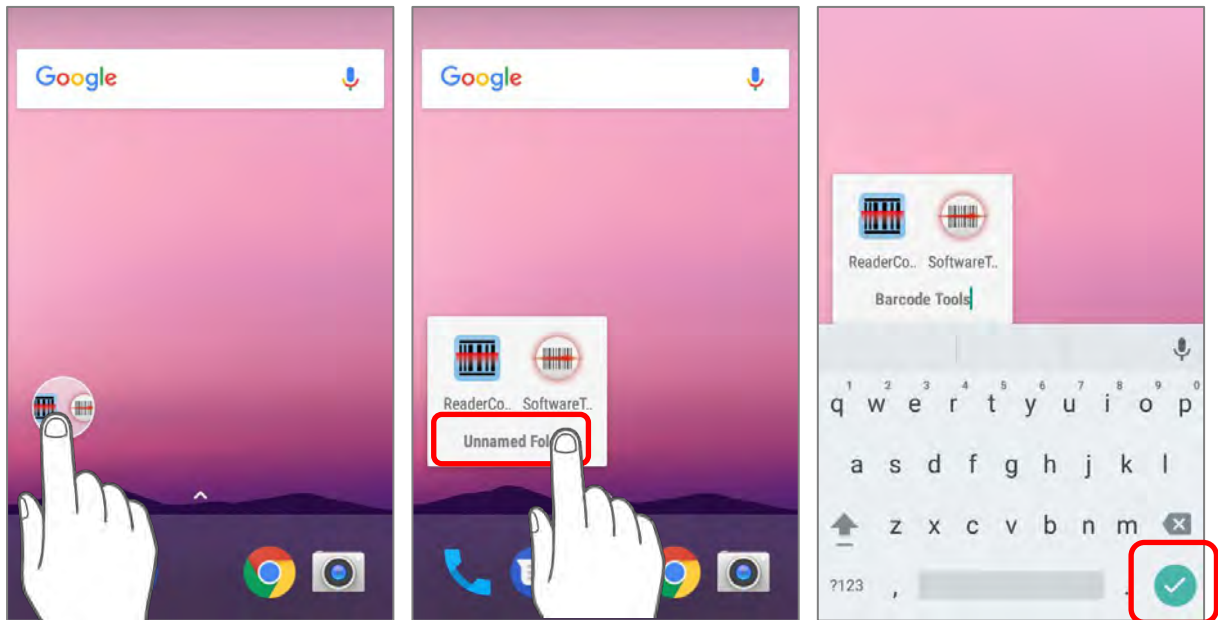 Google
Google
ReaderCo.. SoftwareT..
Unnamed Fol
ReaderCo.. SoftwareT..
Barcode Tools
1 2 3 4 5 6 7 8 9 0
q w e r t y u i o p
a s d f g h j k l
z x c v b n m
?123 , .